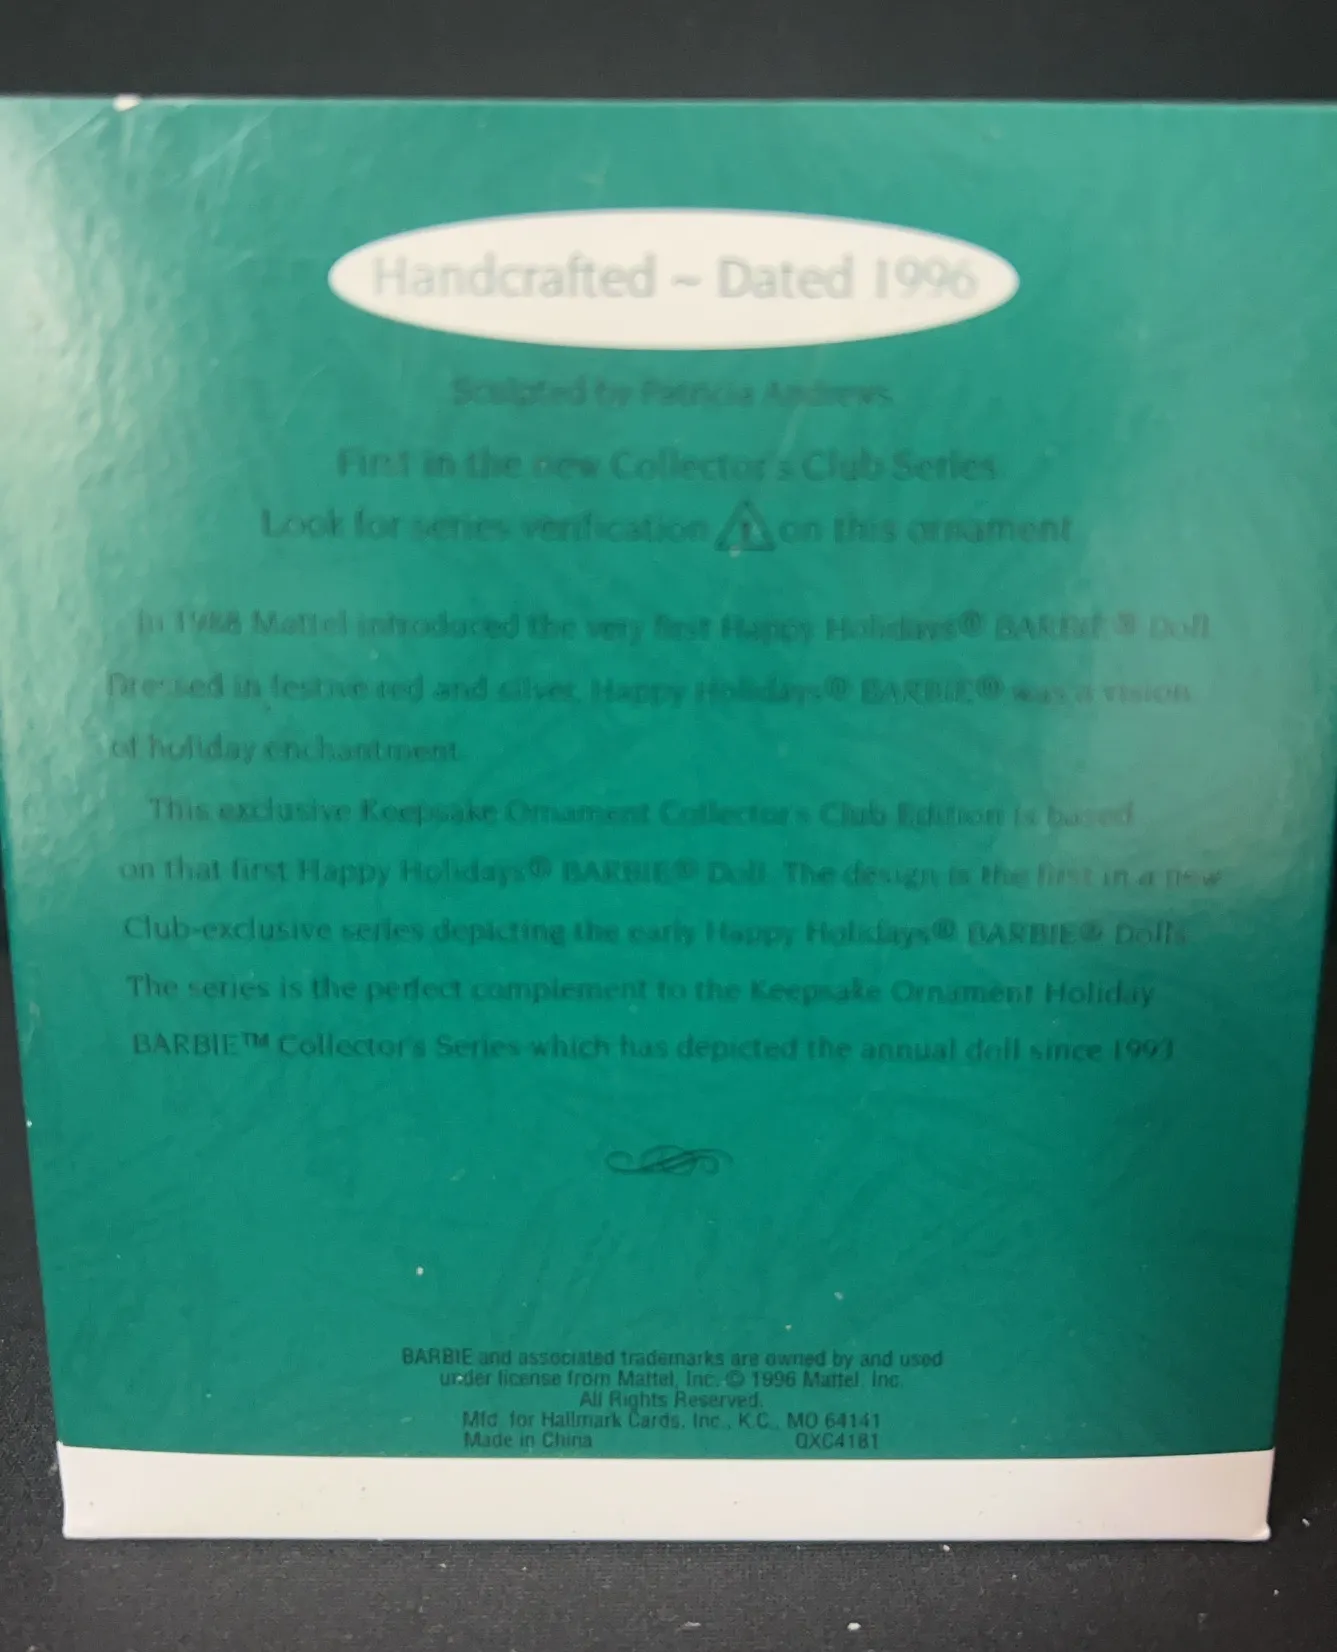 Handcrafted ~ Dated 1996
Sculpted by Patricia Andrews
First in the new Collector's Club Series.
Look for series verification 1 on this ornament.
In 1988 Mattel introduced the very first Happy Holidays® BARBIE® Doll.
Dressed in festive red and silver, Happy Holidays® BARBIE® was a vision
of holiday enchantment.
This exclusive Keepsake Ornament Collector's Club Edition is based
on that first Happy Holidays® BARBIE® Doll. The design is the first in a new
Club-exclusive series depicting the early Happy Holidays® BARBIE® Dolls.
The series is the perfect complement to the Keepsake Ornament Holiday
BARBIE™ Collector's Series which has depicted the annual doll since 1993.
BARBIE and associated trademarks are owned by and used
under license from Mattel, Inc. © 1996 Mattel, Inc.
All Rights Reserved.
Mfd. for Hallmark Cards, Inc., K.C., MO 64141
Made in China QXC4181